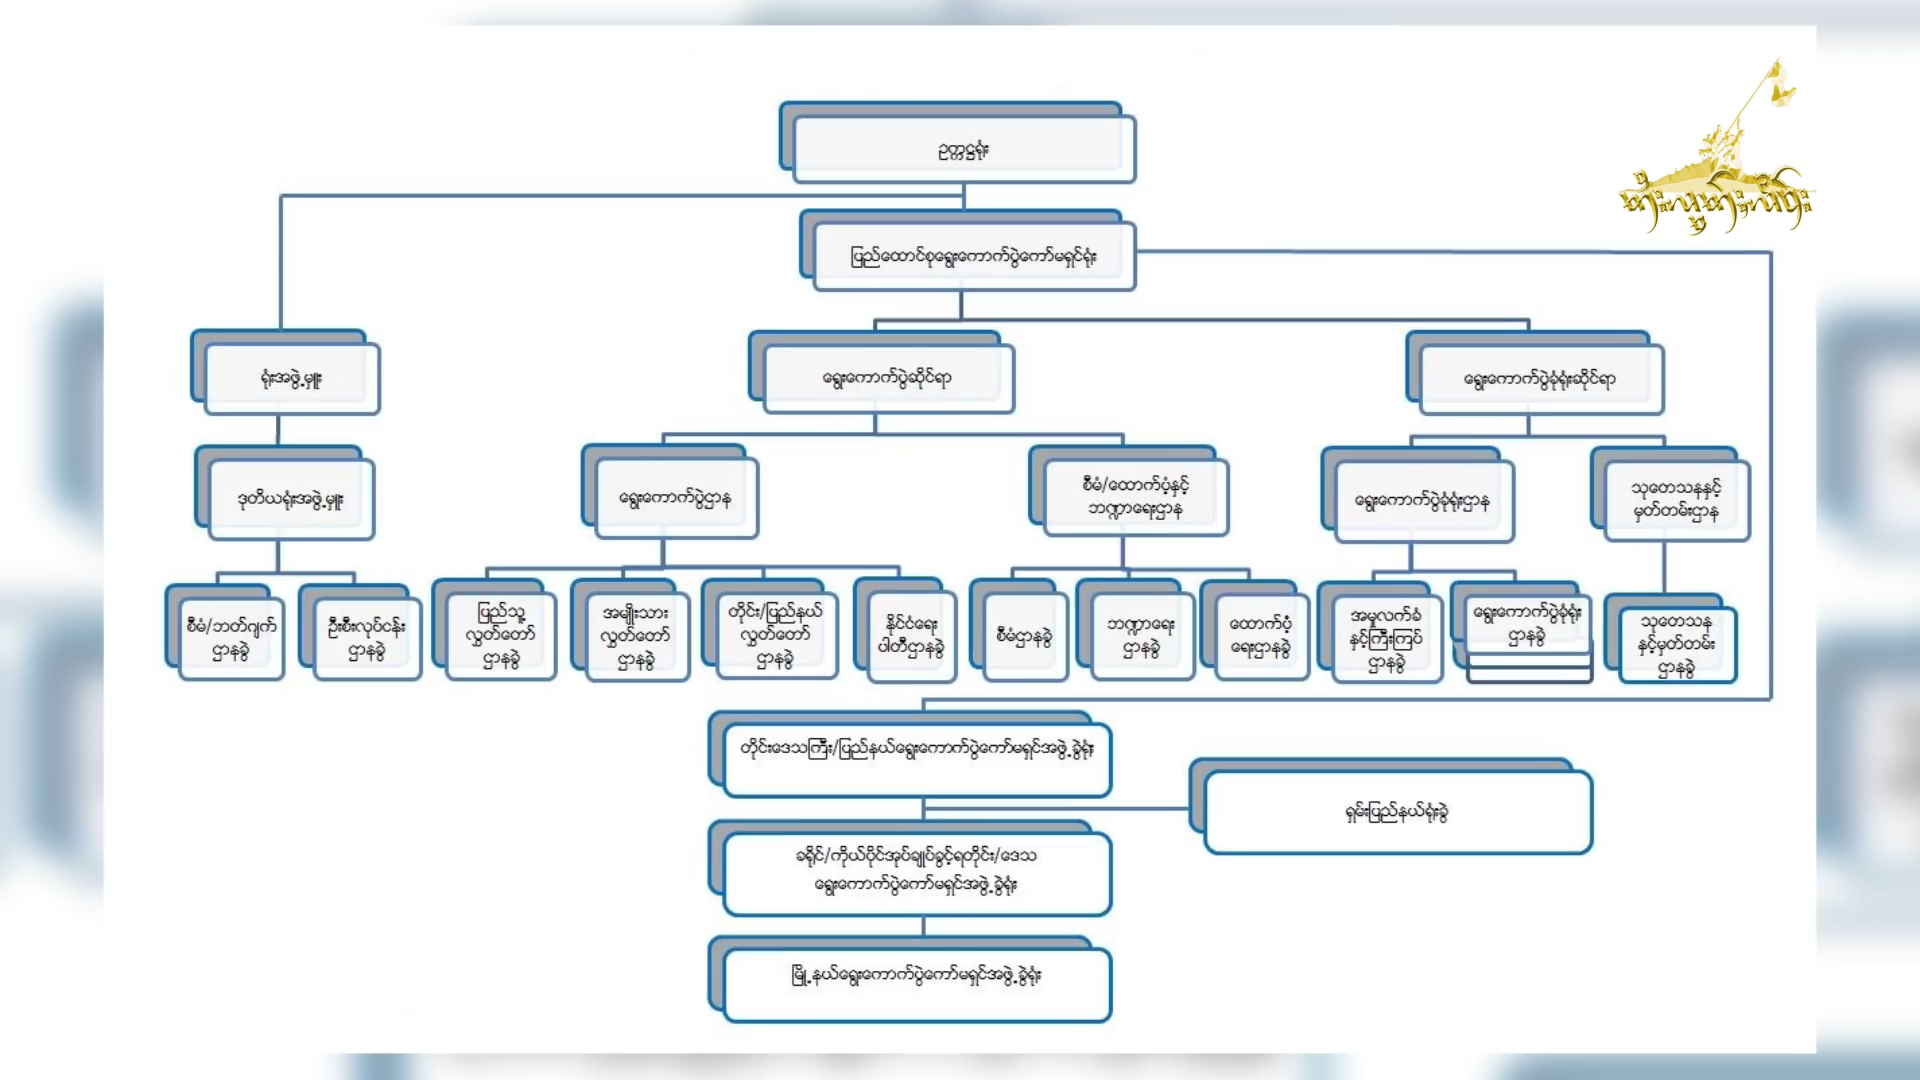 ဥက္ကဋ္ဌရုံး
ပြည်ထောင်စုရွေးကောက်ပွဲကော်မရှင်ရုံး
ရုံးအဖွဲ့မှူး
ရွေးကောက်ပွဲဆိုင်ရာ
ရွေးကောက်ပွဲခုံရုံးဆိုင်ရာ
ဒုတိယရုံးအဖွဲ့မှူး
ရွေးကောက်ပွဲဌာန
စီမံ/ထောက်ပံ့နှင့်
ဘဏ္ဍာရေးဌာန
ရွေးကောက်ပွဲခုံရုံးဌာန
သုတေသနနှင့်
မှတ်တမ်းဌာန
စီမံ/ဘတ်ဂျက်
ဌာနခွဲ
ဦးစီးလုပ်ငန်း
ဌာနခွဲ
ပြည်သူ့
လွှတ်တော်
ဌာနခွဲ
အမျိုးသား
လွှတ်တော်
ဌာနခွဲ
တိုင်း/ပြည်နယ်
လွှတ်တော်
ဌာနခွဲ
နိုင်ငံရေး
ပါတီဌာနခွဲ
စီမံဌာနခွဲ
ဘဏ္ဍာရေး
ဌာနခွဲ
ထောက်ပံ့
ရေးဌာနခွဲ
အမှုလက်ခံ
နှင့်ကြီးကြပ်
ဌာနခွဲ
ရွေးကောက်ပွဲခုံရုံး
ဌာနခွဲ
သုတေသန
နှင့်မှတ်တမ်း
ဌာနခွဲ
တိုင်းဒေသကြီး/ပြည်နယ်ရွေးကောက်ပွဲကော်မရှင်အဖွဲ့ခွဲရုံး
ရှမ်းပြည်နယ်ရုံးခွဲ
ခရိုင်/ကိုယ်ပိုင်အုပ်ချုပ်ခွင့်ရတိုင်း/ဒေသ
ရွေးကောက်ပွဲကော်မရှင်အဖွဲ့ခွဲရုံး
မြို့နယ်ရွေးကောက်ပွဲကော်မရှင်အဖွဲ့ခွဲရုံး